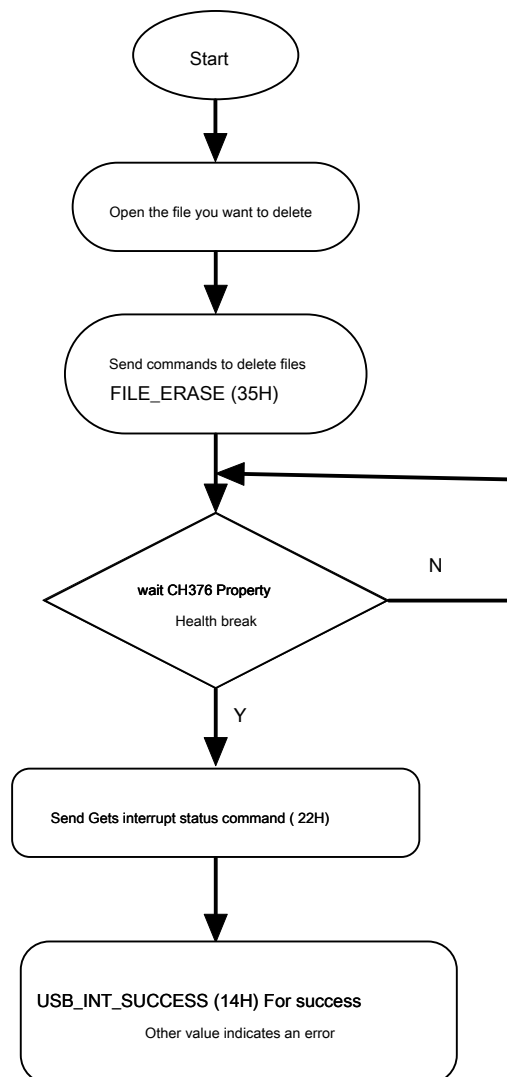 Start
Open the file you want to delete
Send commands to delete files
FILE_ERASE (35H)
wait CH376 Property
Health break
N
Y
Send Gets interrupt status command ( 22H)
USB_INT_SUCCESS (14H) For success
Other value indicates an error